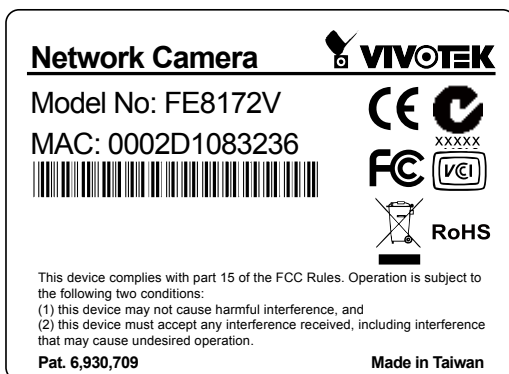 Network Camera
VIVOTEK
Model No: FE8172V
MAC: 0002D1083236
CE
XXXXX
FC
VCI
RoHS
This device complies with part 15 of the FCC Rules. Operation is subject to
the following two conditions:
(1) this device may not cause harmful interference, and
(2) this device must accept any interference received, including interference
that may cause undesired operation.
Pat. 6,930,709
Made in Taiwan